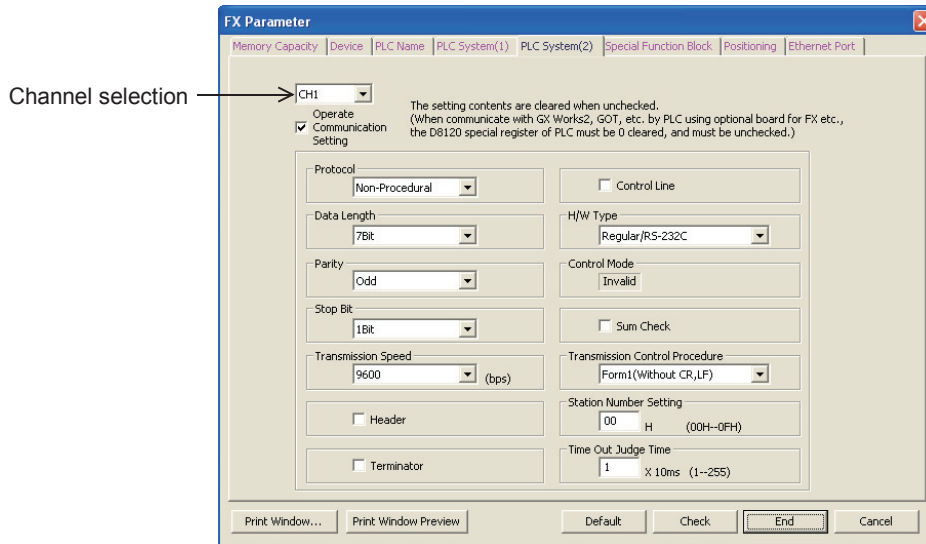 FX Parameter
Memory Capacity Device PLC Name PLC System(1) PLC System(2) Special Function Block Positioning Ethernet Port
Channel selection
CH1
Operate
Communication
Setting
The setting contents are cleared when unchecked.
(When communicate with GX Works2, GOT, etc. by PLC using optional board for FX etc.,
the D8120 special register of PLC must be 0 cleared, and must be unchecked.)
Protocol
Non-Procedural
Control Line
Data Length
7Bit
H/W Type
Regular/RS-232C
Parity
Odd
Control Mode
Invalid
Stop Bit
1Bit
Sum Check
Transmission Speed
9600 (bps)
Transmission Control Procedure
Form1(Without CR,LF)
Header
Station Number Setting
00 H (00H--0FH)
Terminator
Time Out Judge Time
1 X 10ms (1--255)
Print Window... Print Window Preview Default Check End Cancel